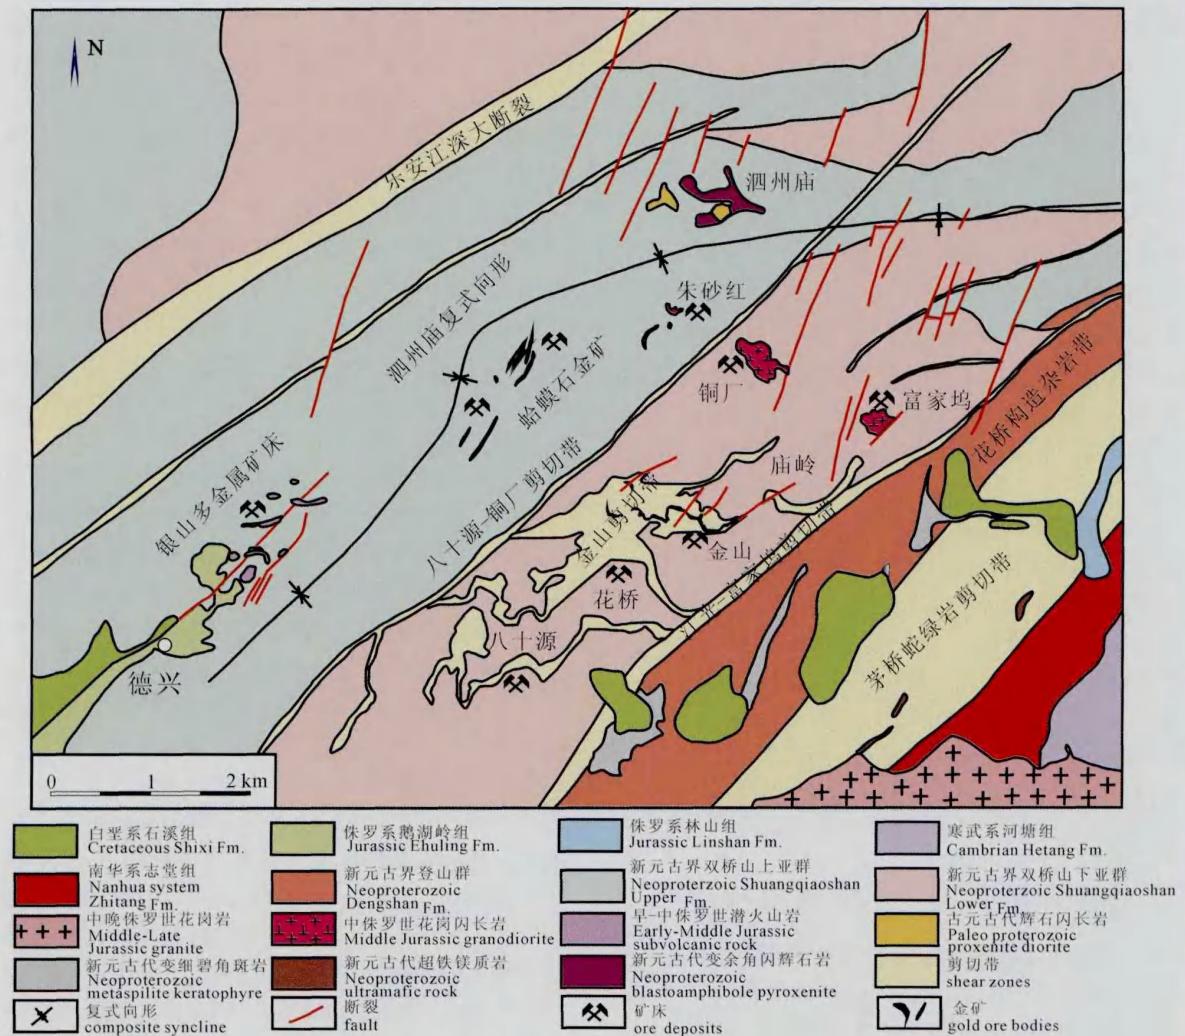 N
乐安江深大断裂
泗州庙
泗州庙复式向形
朱砂红
蛤蟆石金矿
铜厂
富家坞
花桥构造杂岩带
银山多金属矿床
八十源-铜厂剪切带
庙岭
金山剪切带
金山
花桥
江光-富家坞剪切带
八十源
茅桥蛇绿岩剪切带
德兴
0 1 2 km
白垩系石溪组
Cretaceous Shixi Fm.
侏罗系鹅湖岭组
Jurassic Ehuling Fm.
侏罗系林山组
Jurassic Linshan Fm.
寒武系河塘组
Cambrian Hetang Fm.
南华系志堂组
Nanhua system
Zhitang Fm.
新元古界登山群
Neoproterozoic
Dengshan Fm.
新元古界双桥山上亚群
Neoproterzoic Shuangqiaoshan
Upper Fm.
新元古界双桥山下亚群
Neoproterzoic Shuangqiaoshan
Lower Fm.
中晚侏罗世花岗岩
Middle-Late
Jurassic granite
中侏罗世花岗闪长岩
Middle Jurassic granodiorite
早-中侏罗世潜火山岩
Early-Middle Jurassic
subvolcanic rock
古元古代辉石闪长岩
Paleo proterozoic
proxenite diorite
新元古代变细碧角斑岩
Neoproterozoic
metaspilite keratophyre
新元古代超铁镁质岩
Neoproterozoic
ultramafic rock
新元古代变余角闪辉石岩
Neoproterozoic
blastoamphibole pyroxenite
剪切带
shear zones
复式向形
composite syncline
断裂
fault
矿床
ore deposits
金矿
gold ore bodies